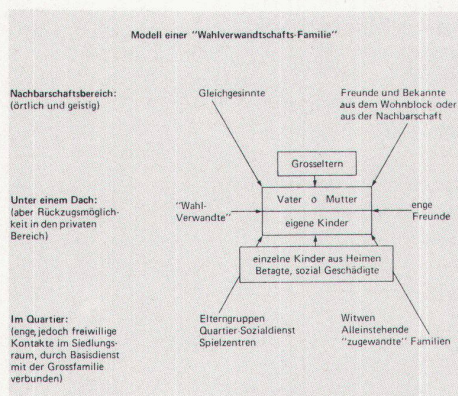 Modell einer "Wahlverwandtschafts-Familie"
Nachbarschaftsbereich:
(örtlich und geistig)
Gleichgesinnte
Freunde und Bekannte
aus dem Wohnblock oder
aus der Nachbarschaft
Grosseltern
Unter einem Dach:
(aber Rückzugsmöglich-
keit in den privaten
Bereich)
"Wahl-
Verwandte"
Vater o Mutter
eigene Kinder
enge
Freunde
einzelne Kinder aus Heimen
Betagte, sozial Geschädigte
Im Quartier:
(enge, jedoch freiwillige
Kontakte im Siedlungs-
raum, durch Basisdienst
mit der Grossfamilie
verbunden)
Elterngruppen
Quartier Sozialdienst
Spielzentren
Witwen
Alleinstehende
"zugewandte" Familien